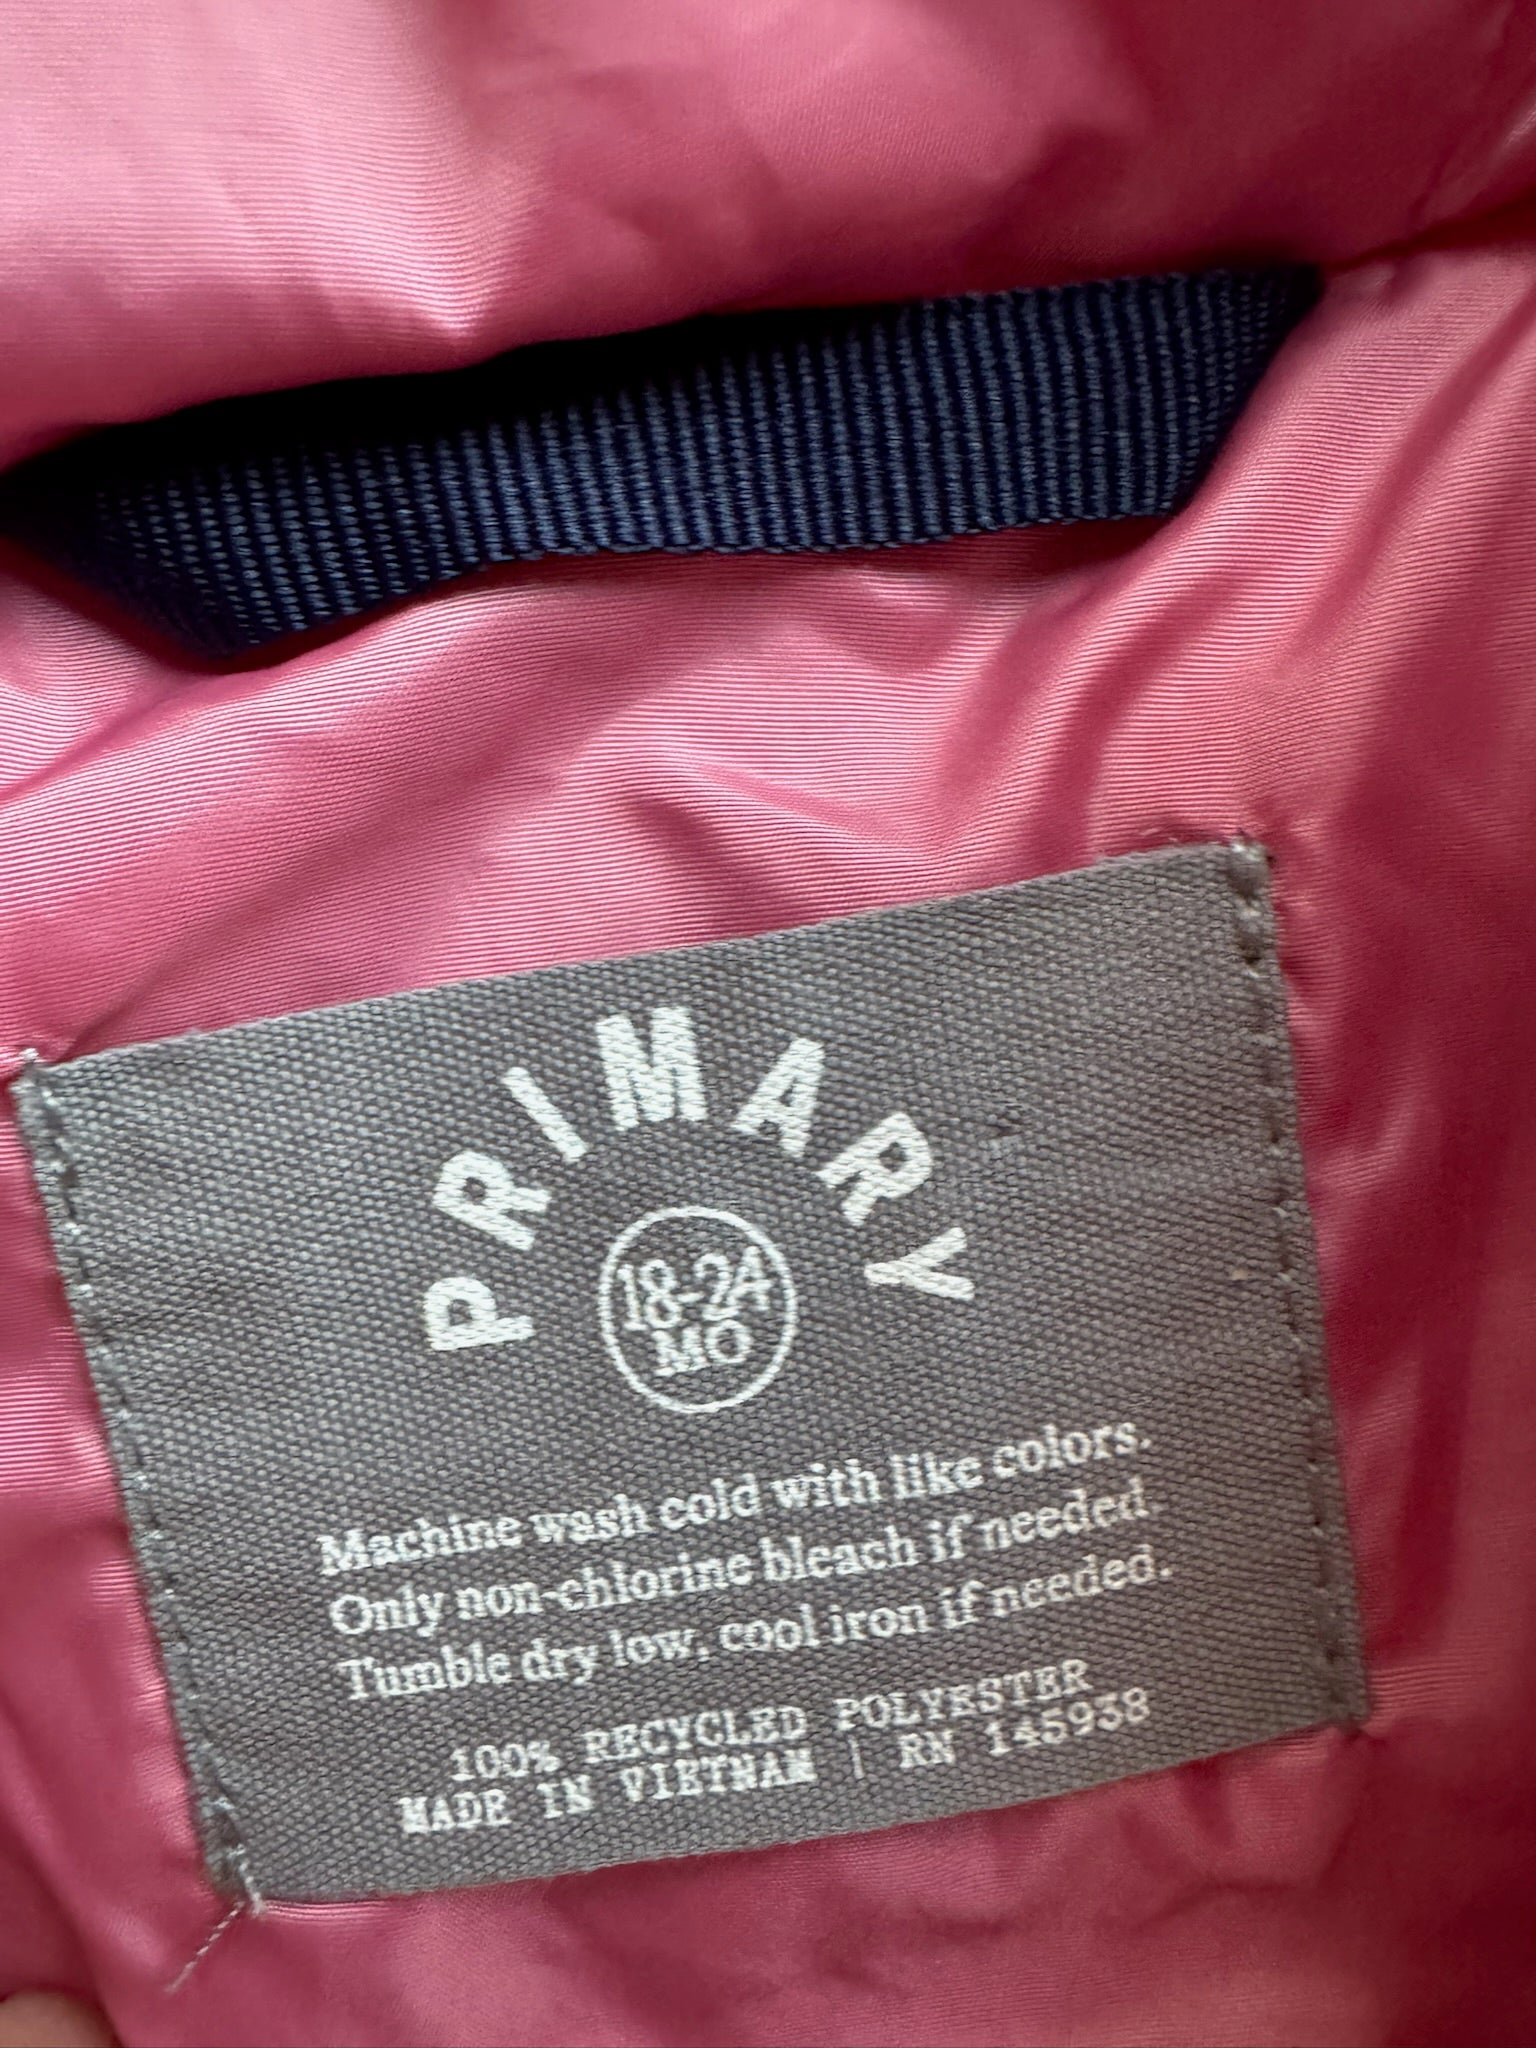 PRIMARY
18-24
MO
Machine wash cold with like colors.
Only non-chlorine bleach if needed.
Tumble dry low, cool iron if needed.
100% RECYCLED POLYESTER
MADE IN VIETNAM | RN 145938